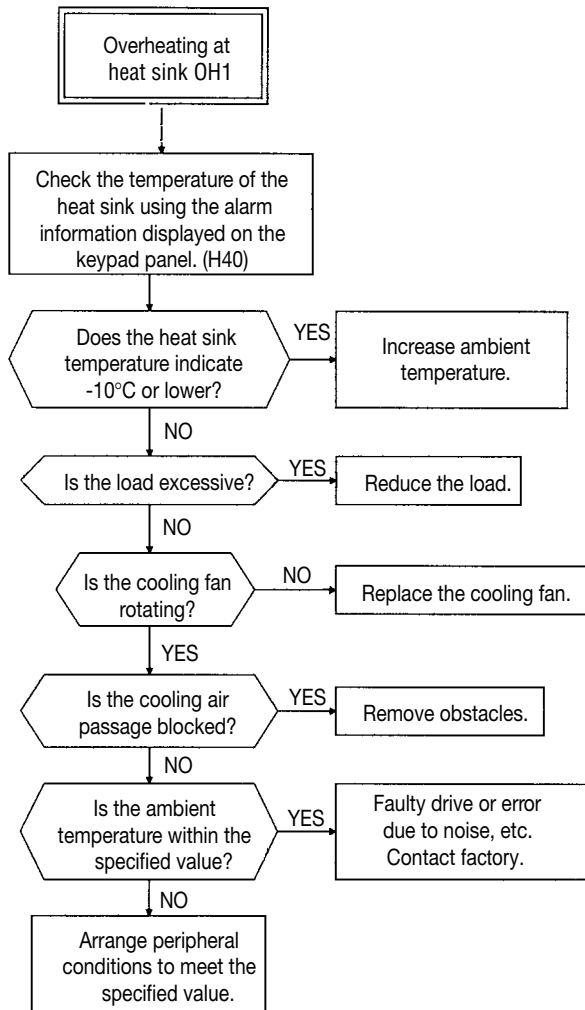 Overheating at
heat sink OH1
Check the temperature of the
heat sink using the alarm
information displayed on the
keypad panel. (H40)
Does the heat sink
temperature indicate
-10°C or lower?
YES
Increase ambient
temperature.
NO
Is the load excessive?
YES
Reduce the load.
NO
Is the cooling fan
rotating?
NO
Replace the cooling fan.
YES
Is the cooling air
passage blocked?
YES
Remove obstacles.
NO
Is the ambient
temperature within the
specified value?
YES
Faulty drive or error
due to noise, etc.
Contact factory.
NO
Arrange peripheral
conditions to meet the
specified value.